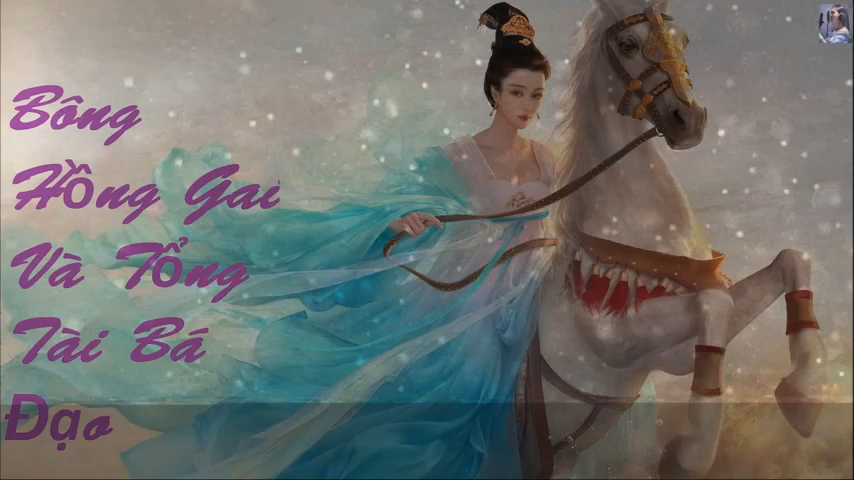 Bông
Hồng Gai
Và Tổng
Tài Bá
Đạo